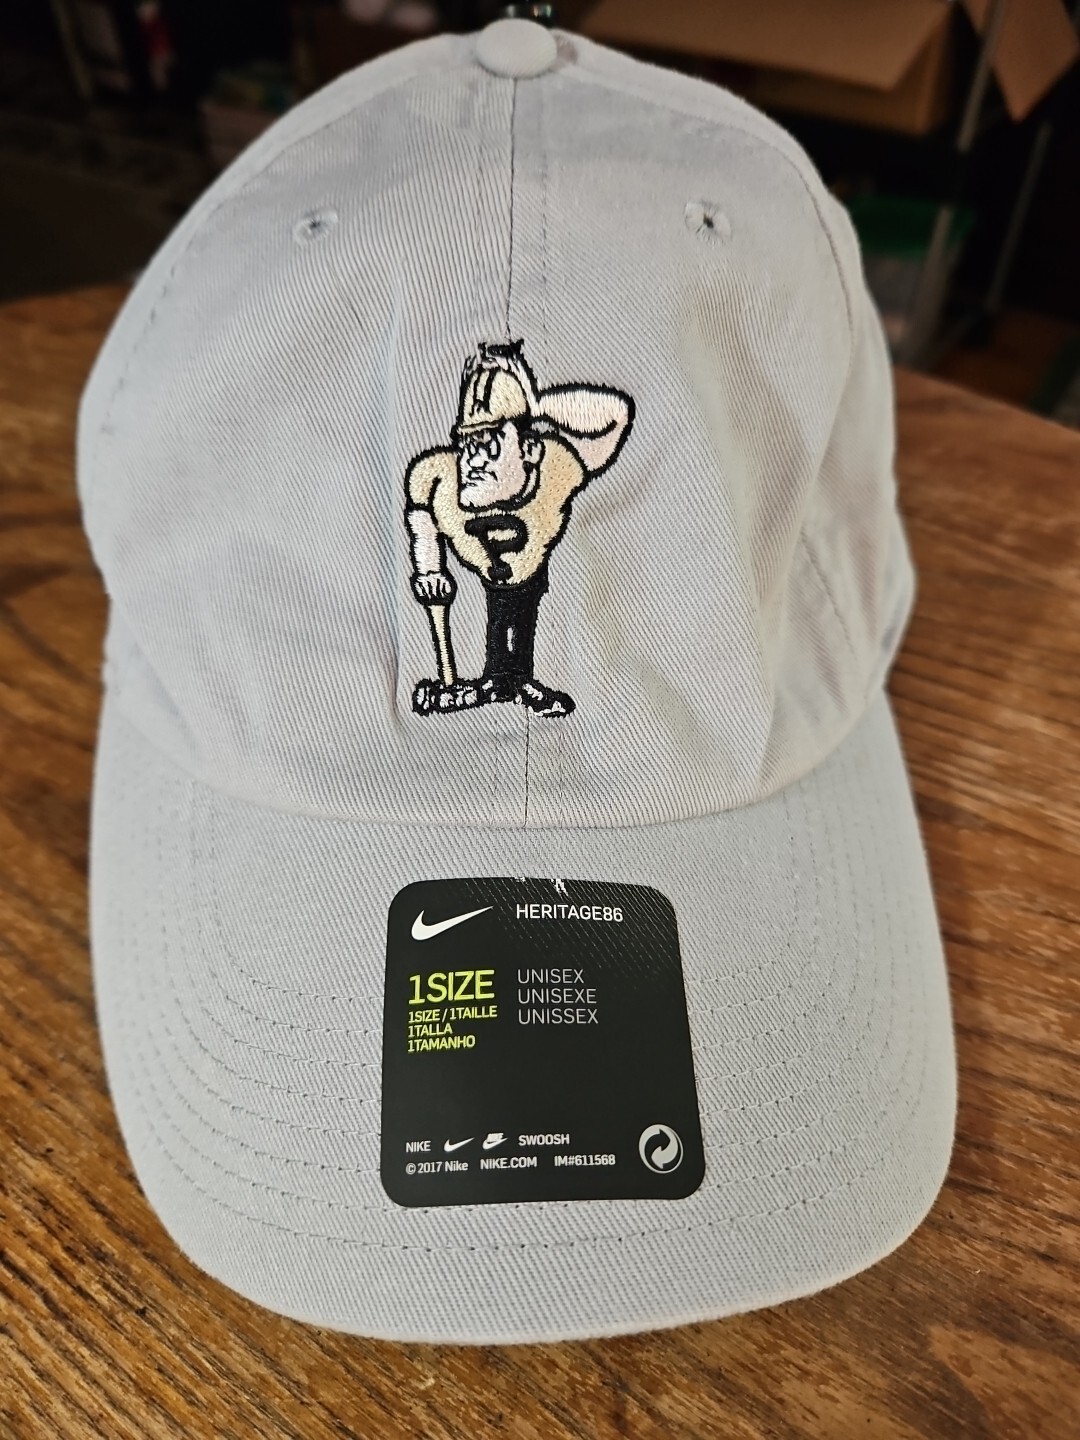 P
HERITAGE86
1SIZE
1SIZE / 1TAILLE
1TALLA
1TAMANHO
UNISEX
UNISEXE
UNISSEX
NIKE SWOOSH
© 2017 Nike NIKE.COM IM#611568